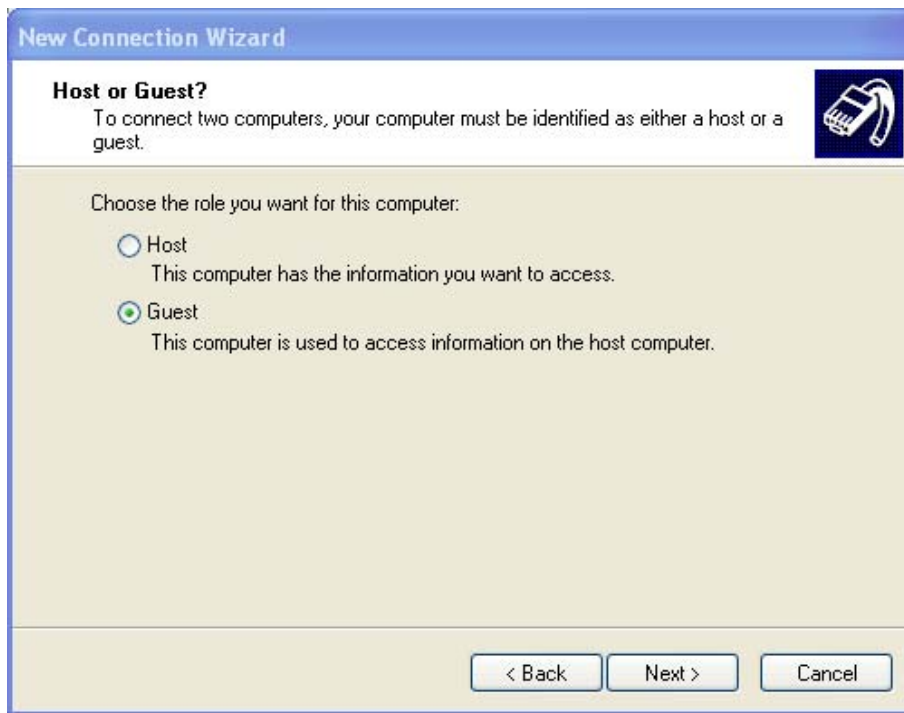 New Connection Wizard
Host or Guest?
To connect two computers, your computer must be identified as either a host or a
guest.
Choose the role you want for this computer:
Host
This computer has the information you want to access.
Guest
This computer is used to access information on the host computer.
< Back Next > Cancel